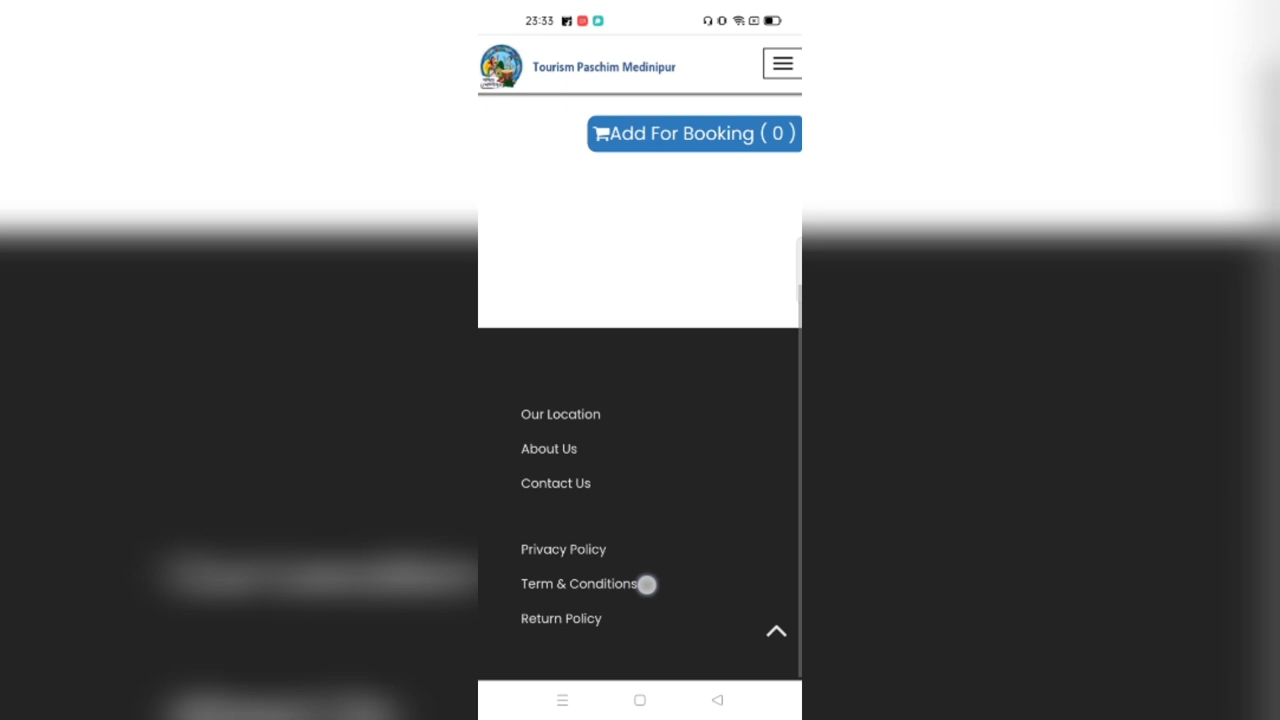 23:33
Tourism Paschim Medinipur
Add For Booking ( 0 )
Our Location
About Us
Contact Us
Privacy Policy
Term & Conditions
Return Policy